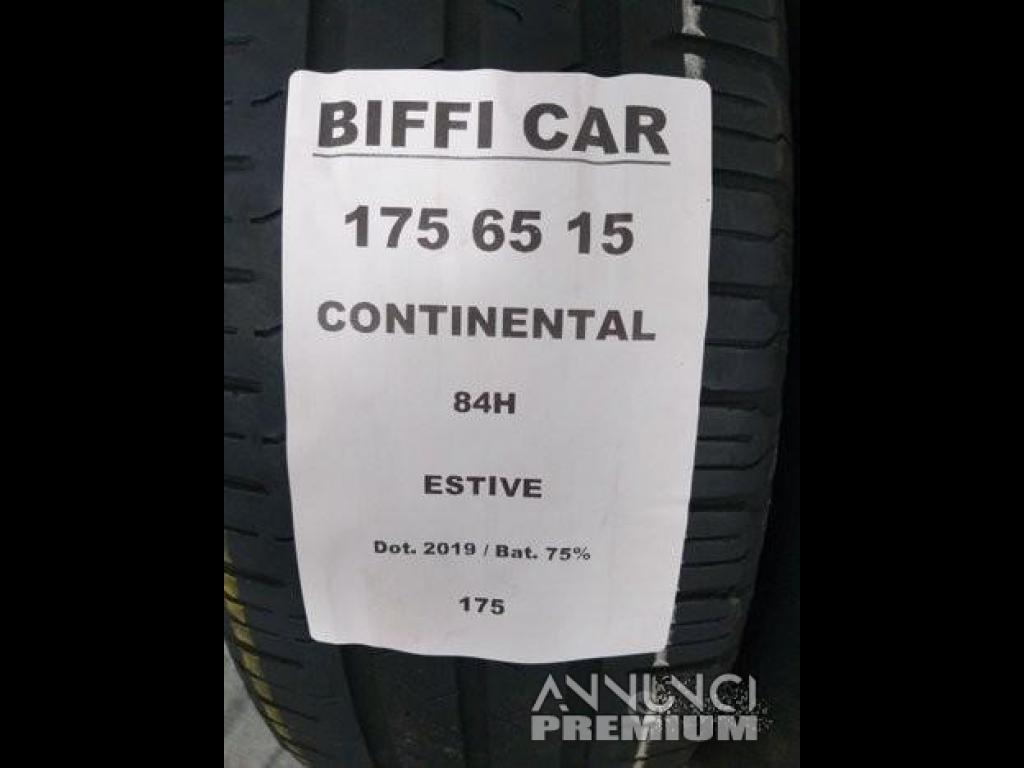 BIFFI CAR
175 65 15
CONTINENTAL
84H
ESTIVE
Dot. 2019 / Bat. 75%
175
ANNUNCI
PREMIUM